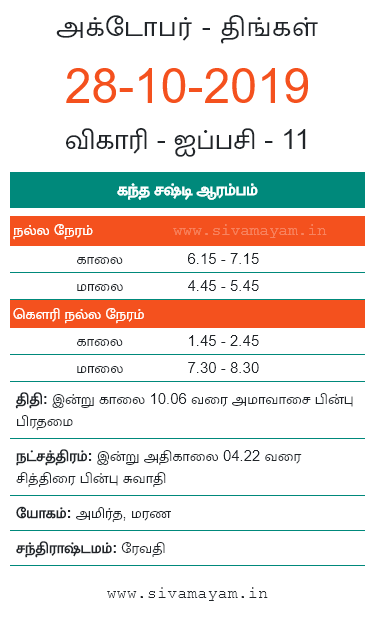 அக்டோபர் - திங்கள்
28-10-2019
விகாரி - ஐப்பசி - 11
கந்த சஷ்டி ஆரம்பம்
நல்ல நேரம் www.sivamayam.in
காலை 6.15 - 7.15
மாலை 4.45 - 5.45
கௌரி நல்ல நேரம்
காலை 1.45 - 2.45
மாலை 7.30 - 8.30
திதி: இன்று காலை 10.06 வரை அமாவாசை பின்பு
பிரதமை
நட்சத்திரம்: இன்று அதிகாலை 04.22 வரை
சித்திரை பின்பு சுவாதி
யோகம்: அமிர்த, மரண
சந்திராஷ்டமம்: ரேவதி
www.sivamayam.in